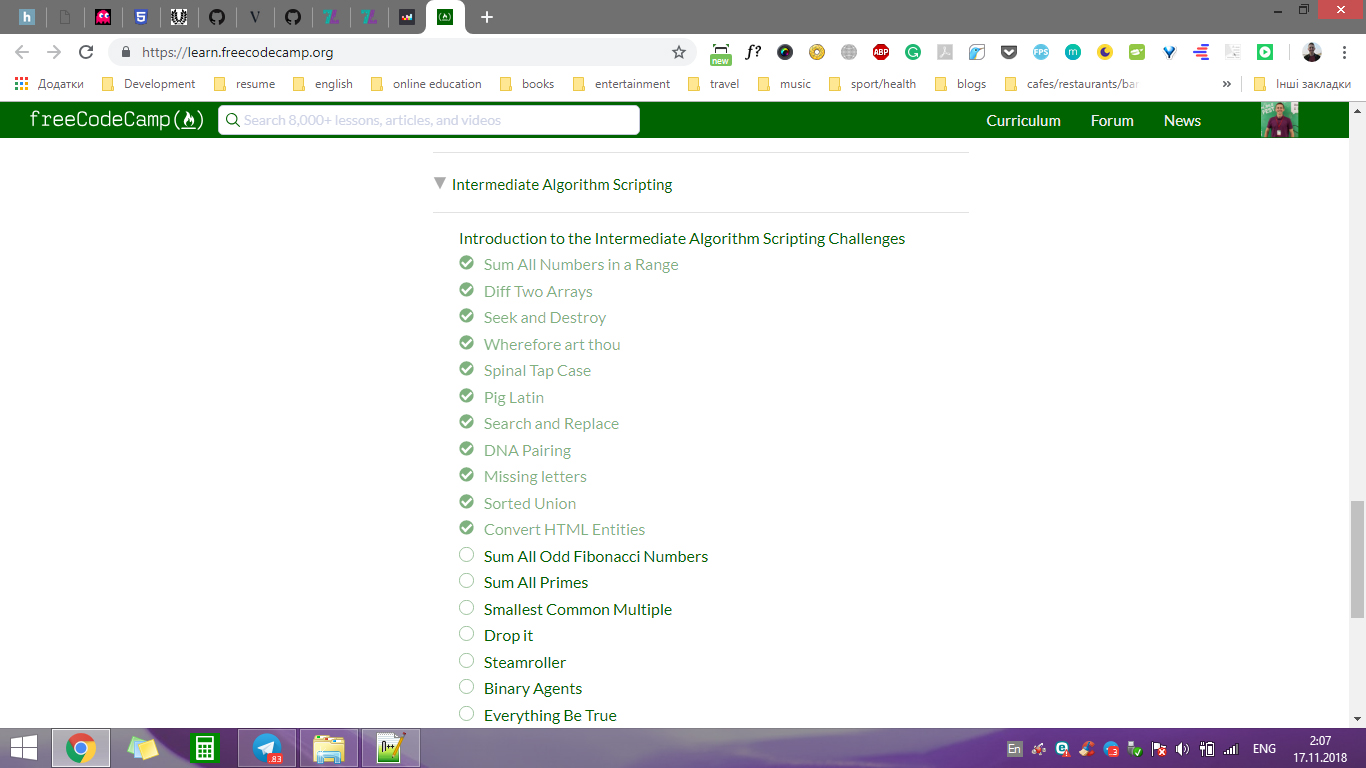 https://learn.freecodecamp.org
new
f?
ABP
FPS
m
Додатки
Development
resume
english
online education
books
entertainment
travel
music
sport/health
blogs
cafes/restaurants/bar
»
Інші закладки
freeCodeCamp
Search 8,000+ lessons, articles, and videos
Curriculum
Forum
News
Intermediate Algorithm Scripting
Introduction to the Intermediate Algorithm Scripting Challenges
Sum All Numbers in a Range
Diff Two Arrays
Seek and Destroy
Wherefore art thou
Spinal Tap Case
Pig Latin
Search and Replace
DNA Pairing
Missing letters
Sorted Union
Convert HTML Entities
Sum All Odd Fibonacci Numbers
Sum All Primes
Smallest Common Multiple
Drop it
Steamroller
Binary Agents
Everything Be True
En
ENG
2:07
17.11.2018